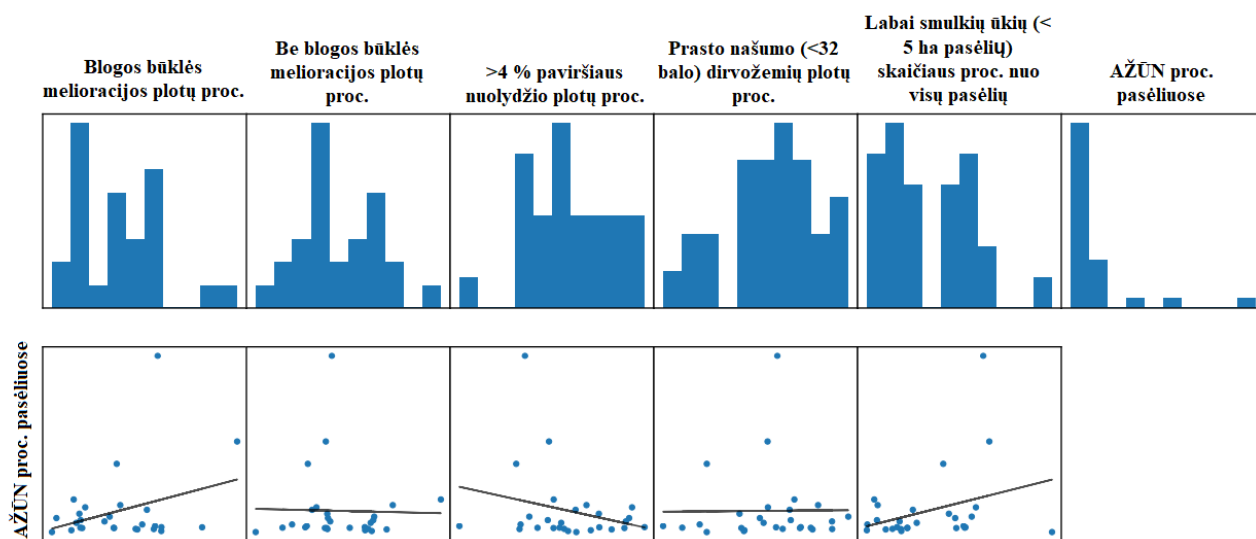 Blogos būklės
melioracijos plotų proc.
Be blogos būklės
melioracijos plotų
proc.
>4 % paviršiaus
nuolydžio plotų proc.
Prasto našumo (<32
balo) dirvožemių plotų
proc.
Labai smulkių ūkių (<
5 ha pasėlių)
skaičiaus proc. nuo
visų pasėlių
AŽŪN proc.
pasėliuose
AŽŪN proc. pasėliuose